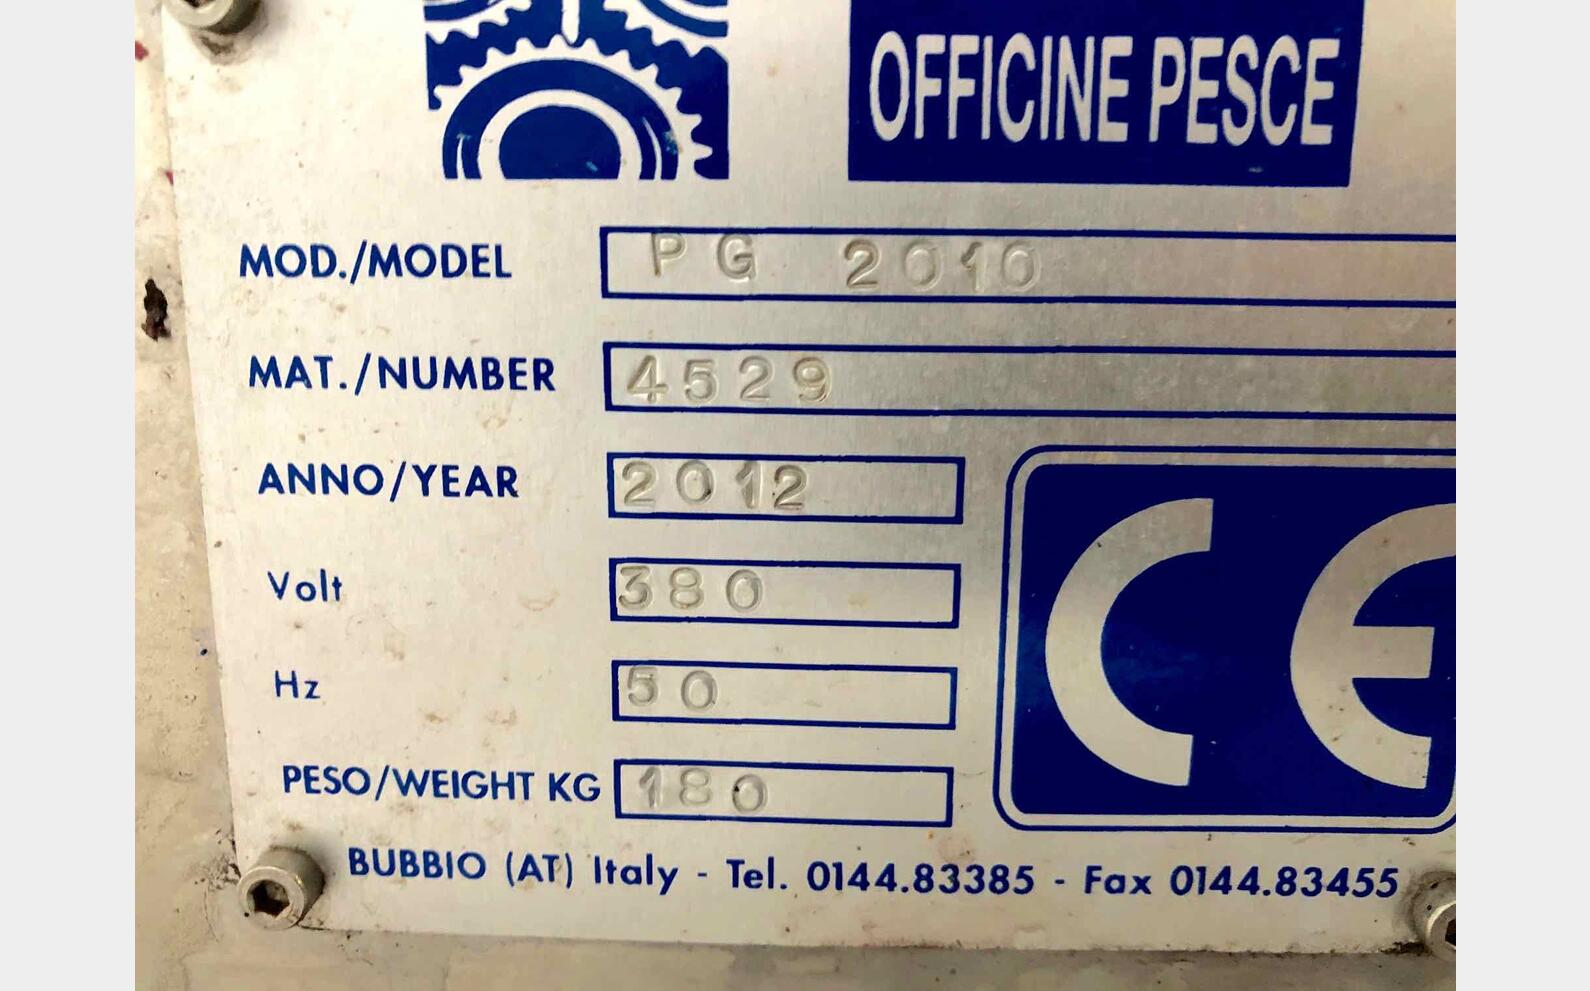 OFFICINE PESCE
MOD./MODEL PG 2010
MAT./NUMBER 4529
ANNO/YEAR 2012
Volt 380
Hz 50
PESO/WEIGHT KG 180
CE
BUBBIO (AT) Italy - Tel. 0144.83385 - Fax 0144.83455